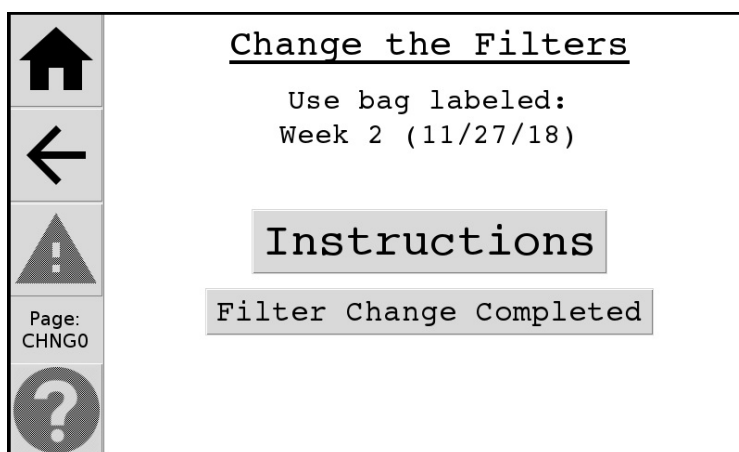 Change the Filters
Use bag labeled:
Week 2 (11/27/18)
Instructions
Filter Change Completed
Page:
CHNG0